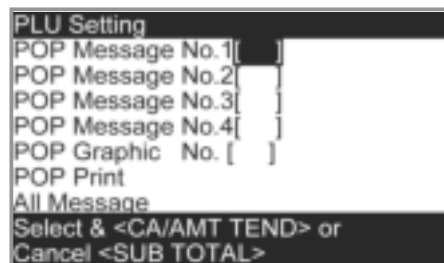 PLU Setting
POP Message No.1[ ]
POP Message No.2[ ]
POP Message No.3[ ]
POP Message No.4[ ]
POP Graphic No. [ ]
POP Print
All Message
Select & <CA/AMT TEND> or
Cancel <SUB TOTAL>